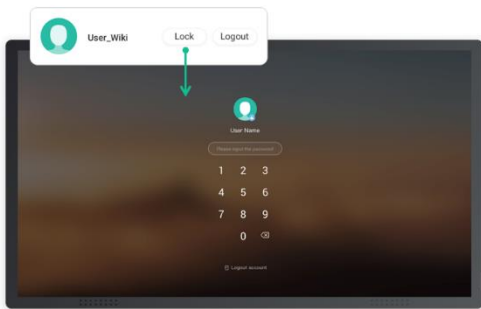 User_Wiki Lock Logout
User Name
Please input the password
1 2 3
4 5 6
7 8 9
0
Logout account